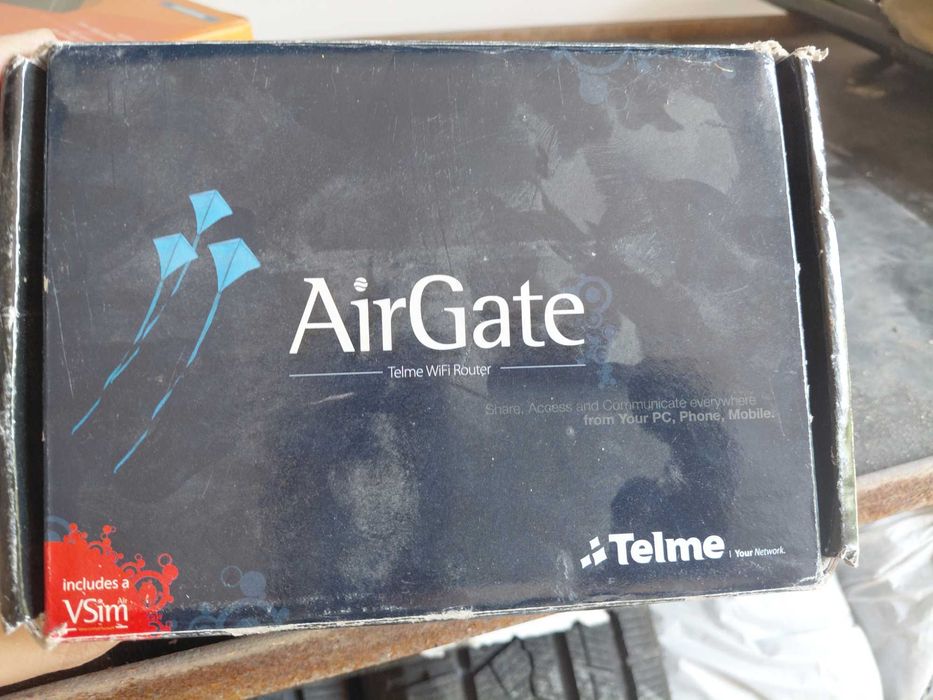 AirGate
Telme WiFi Router
Share, Access and Communicate everywhere
from Your PC, Phone, Mobile.
Telme | Your Network.
includes a
VSim Air